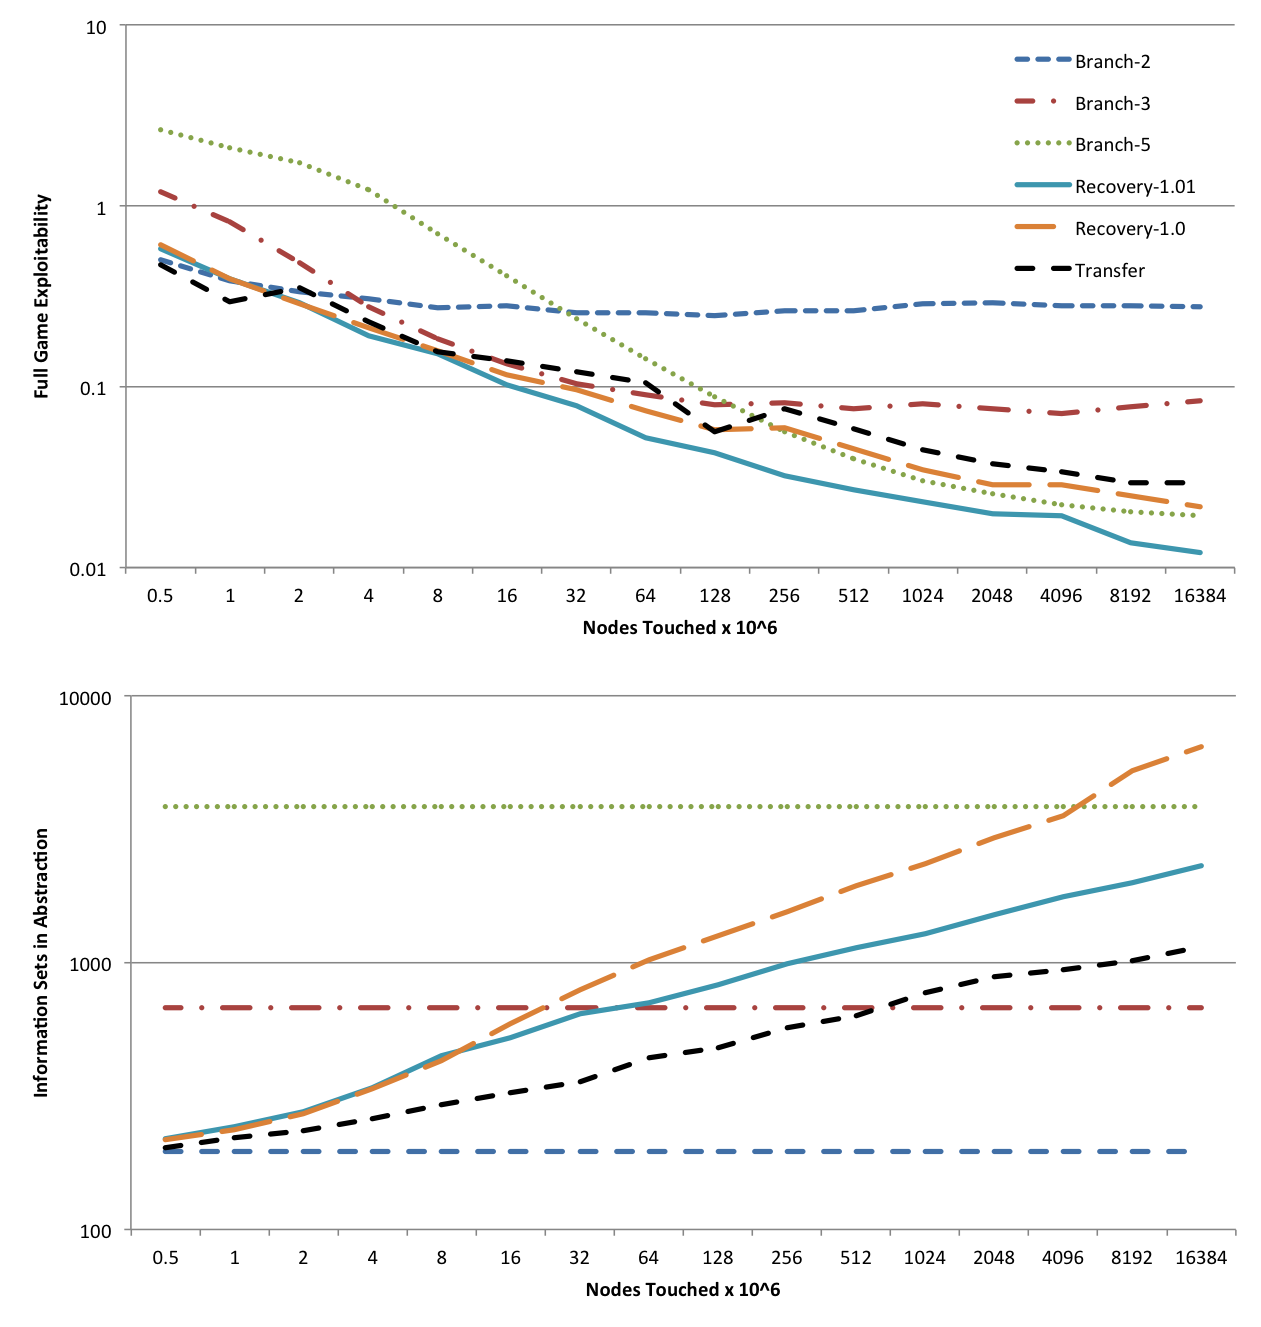 10
1
0.1
0.01
Full Game Exploitability
Branch-2
Branch-3
Branch-5
Recovery-1.01
Recovery-1.0
Transfer
0.5 1 2 4 8 16 32 64 128 256 512 1024 2048 4096 8192 16384
Nodes Touched x 10^6
10000
1000
100
Information Sets in Abstraction
0.5 1 2 4 8 16 32 64 128 256 512 1024 2048 4096 8192 16384
Nodes Touched x 10^6